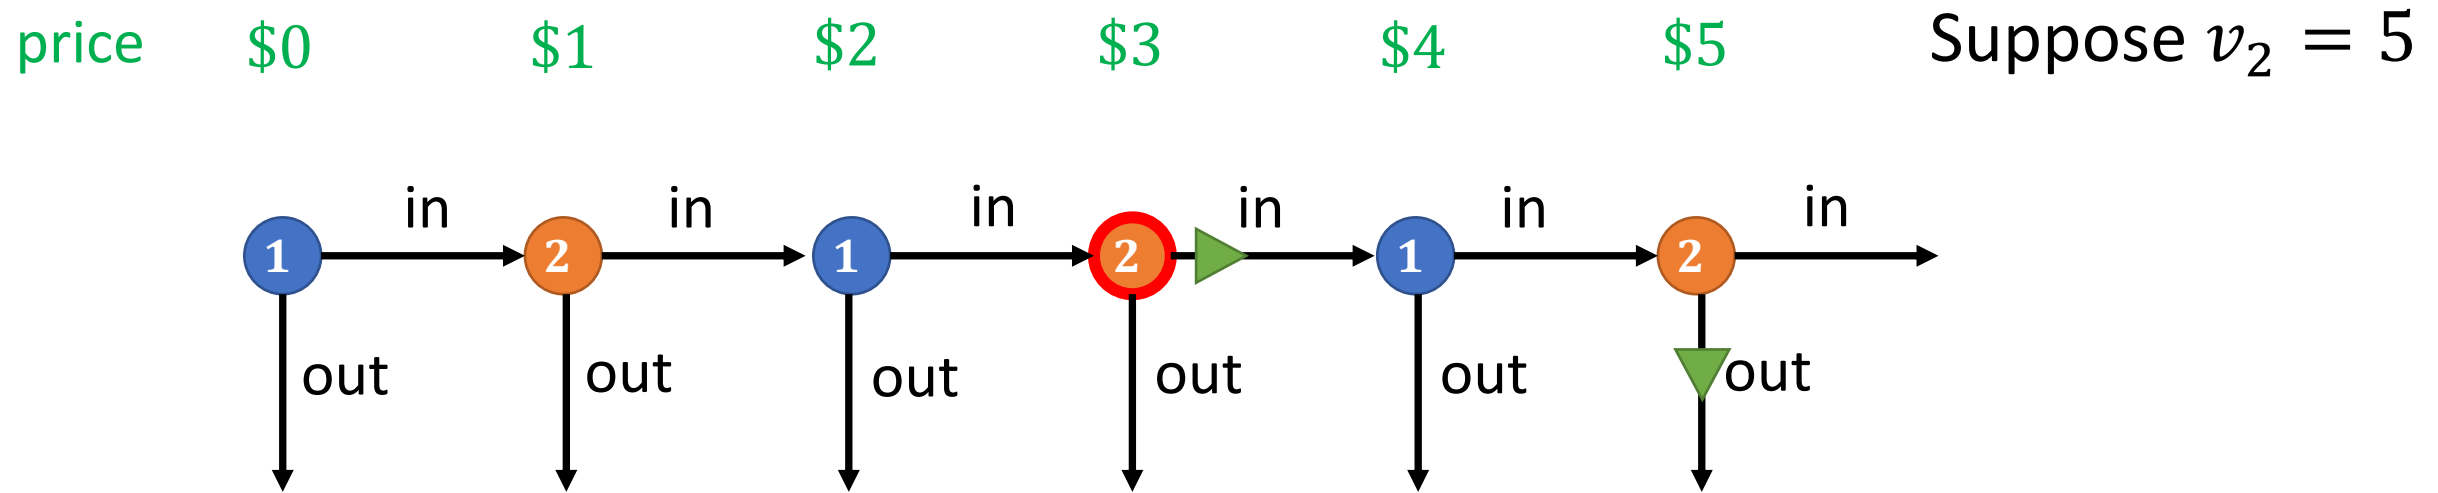 price $0 $1 $2 $3 $4 $5 Suppose 𝑣₂ = 5
in in in in in in
1 2 1 2 1 2
out out out out out out